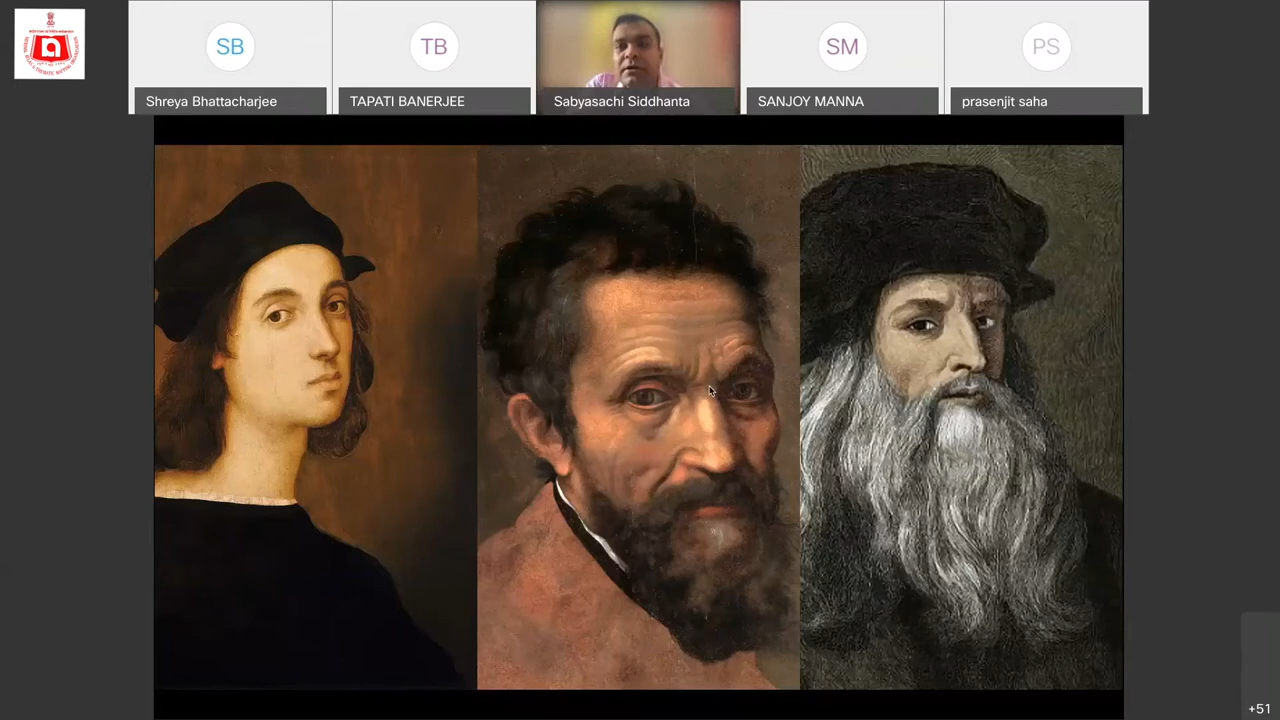 SB
TB
SM
PS
Shreya Bhattacharjee
TAPATI BANERJEE
Sabyasachi Siddhanta
SANJOY MANNA
prasenjit saha
+51